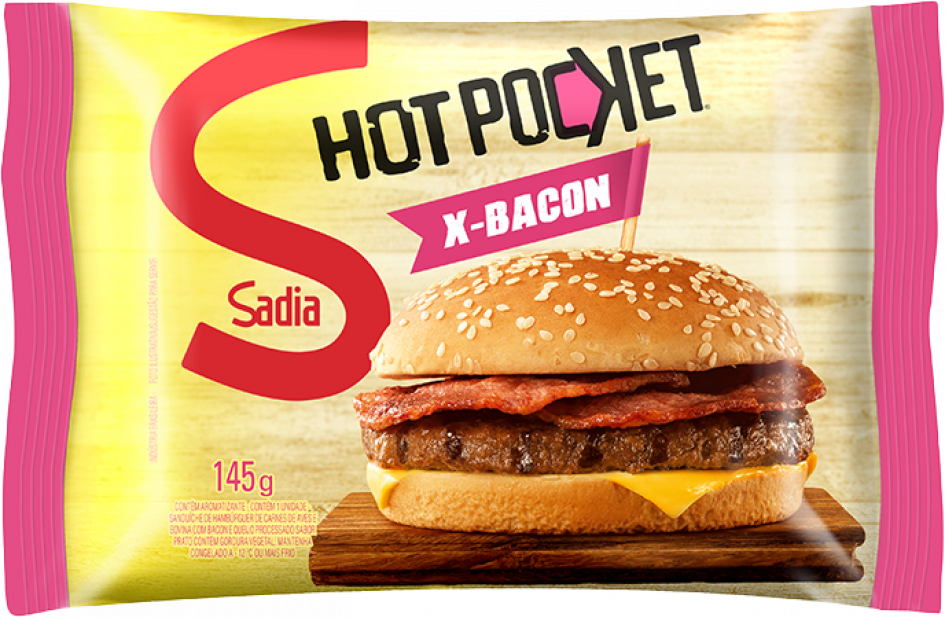 HOT POCKET
X-BACON
Sadia
145g
CONTÉM AROMATIZANTE CONTÉM 1 UNIDADE
SANDUÍCHE DE HAMBÚRGUER DE CARNES DE AVES E
BOVINA COM BACON E QUEIJO PROCESSADO SABOR
PRATO CONTÉM GORDURA VEGETAL. MANTENHA
CONGELADO A -12°C OU MAIS FRIO